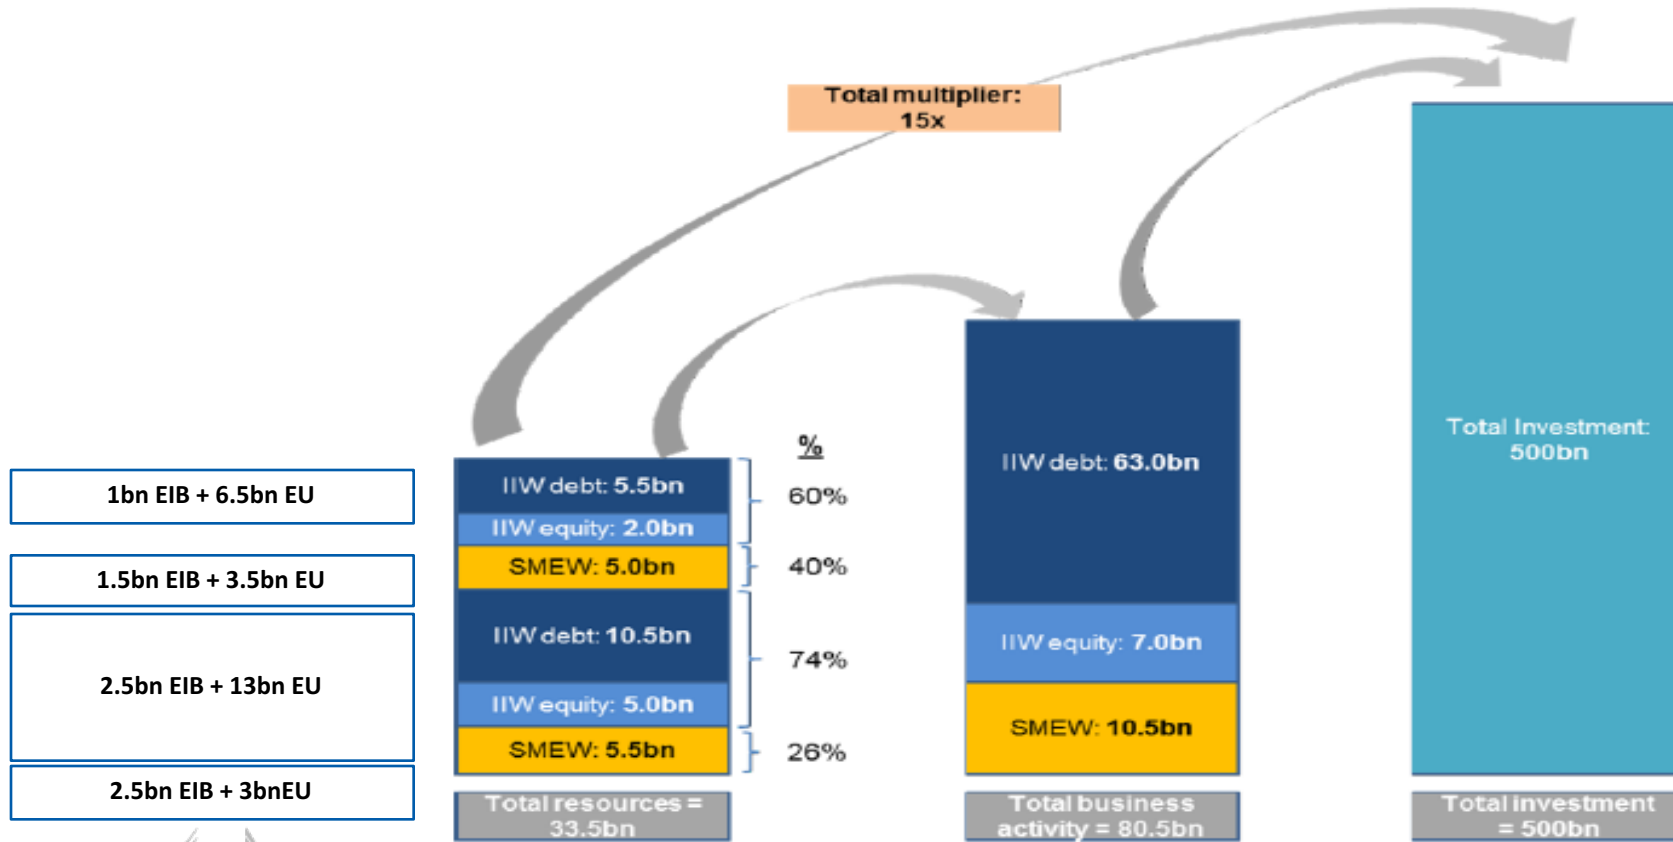 Total multiplier:
15x
%
1bn EIB + 6.5bn EU
1.5bn EIB + 3.5bn EU
2.5bn EIB + 13bn EU
2.5bn EIB + 3bnEU
IIW debt: 5.5bn
IIW equity: 2.0bn
SMEW: 5.0bn
IIW debt: 10.5bn
IIW equity: 5.0bn
SMEW: 5.5bn
60%
40%
74%
26%
Total resources =
33.5bn
IIW debt: 63.0bn
IIW equity: 7.0bn
SMEW: 10.5bn
Total business
activity = 80.5bn
Total Investment:
500bn
Total investment
= 500bn